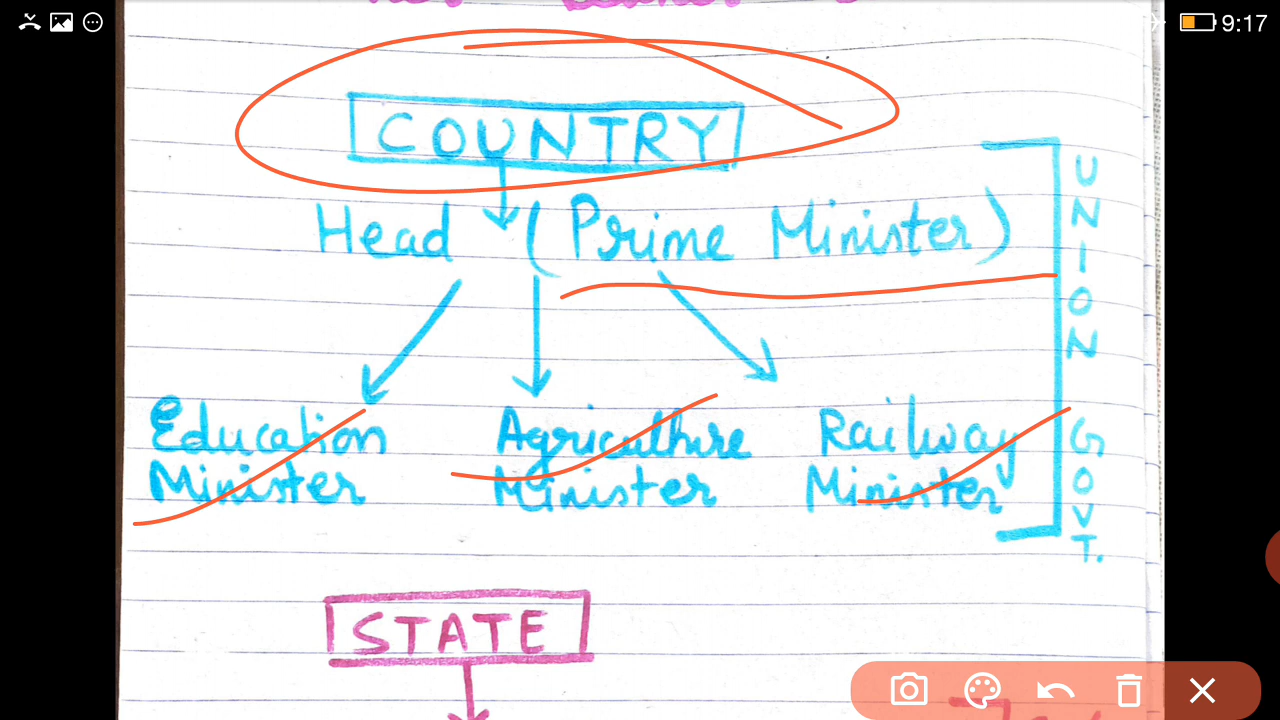 9:17
COUNTRY
Head (Prime Minister)
UNION GOVT.
Education Agriculture Railway
Minister Minister Minister
STATE